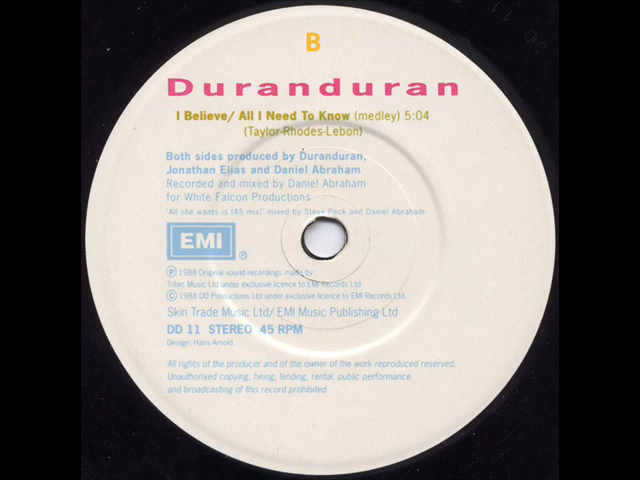 B
Duranduran
I Believe/ All I Need To Know (medley) 5:04
(Taylor-Rhodes-Lebon)
Both sides produced by Duranduran,
Jonathan Elias and Daniel Abraham
Recorded and mixed by Daniel Abraham
for White Falcon Productions
'All she wants is (45 mix)' mixed by Steve Peck and Daniel Abraham
EMI ®
Ⓟ 1988 Original sound recordings made by
Tritec Music Ltd under exclusive licence to EMI Records Ltd
© 1988 DD Productions Ltd under exclusive licence to EMI Records Ltd
Skin Trade Music Ltd/ EMI Music Publishing Ltd
DD 11 STEREO 45 RPM
Design: Hans Arnold
All rights of the producer and of the owner of the work reproduced reserved.
Unauthorised copying, hiring, lending, rental, public performance
and broadcasting of this record prohibited